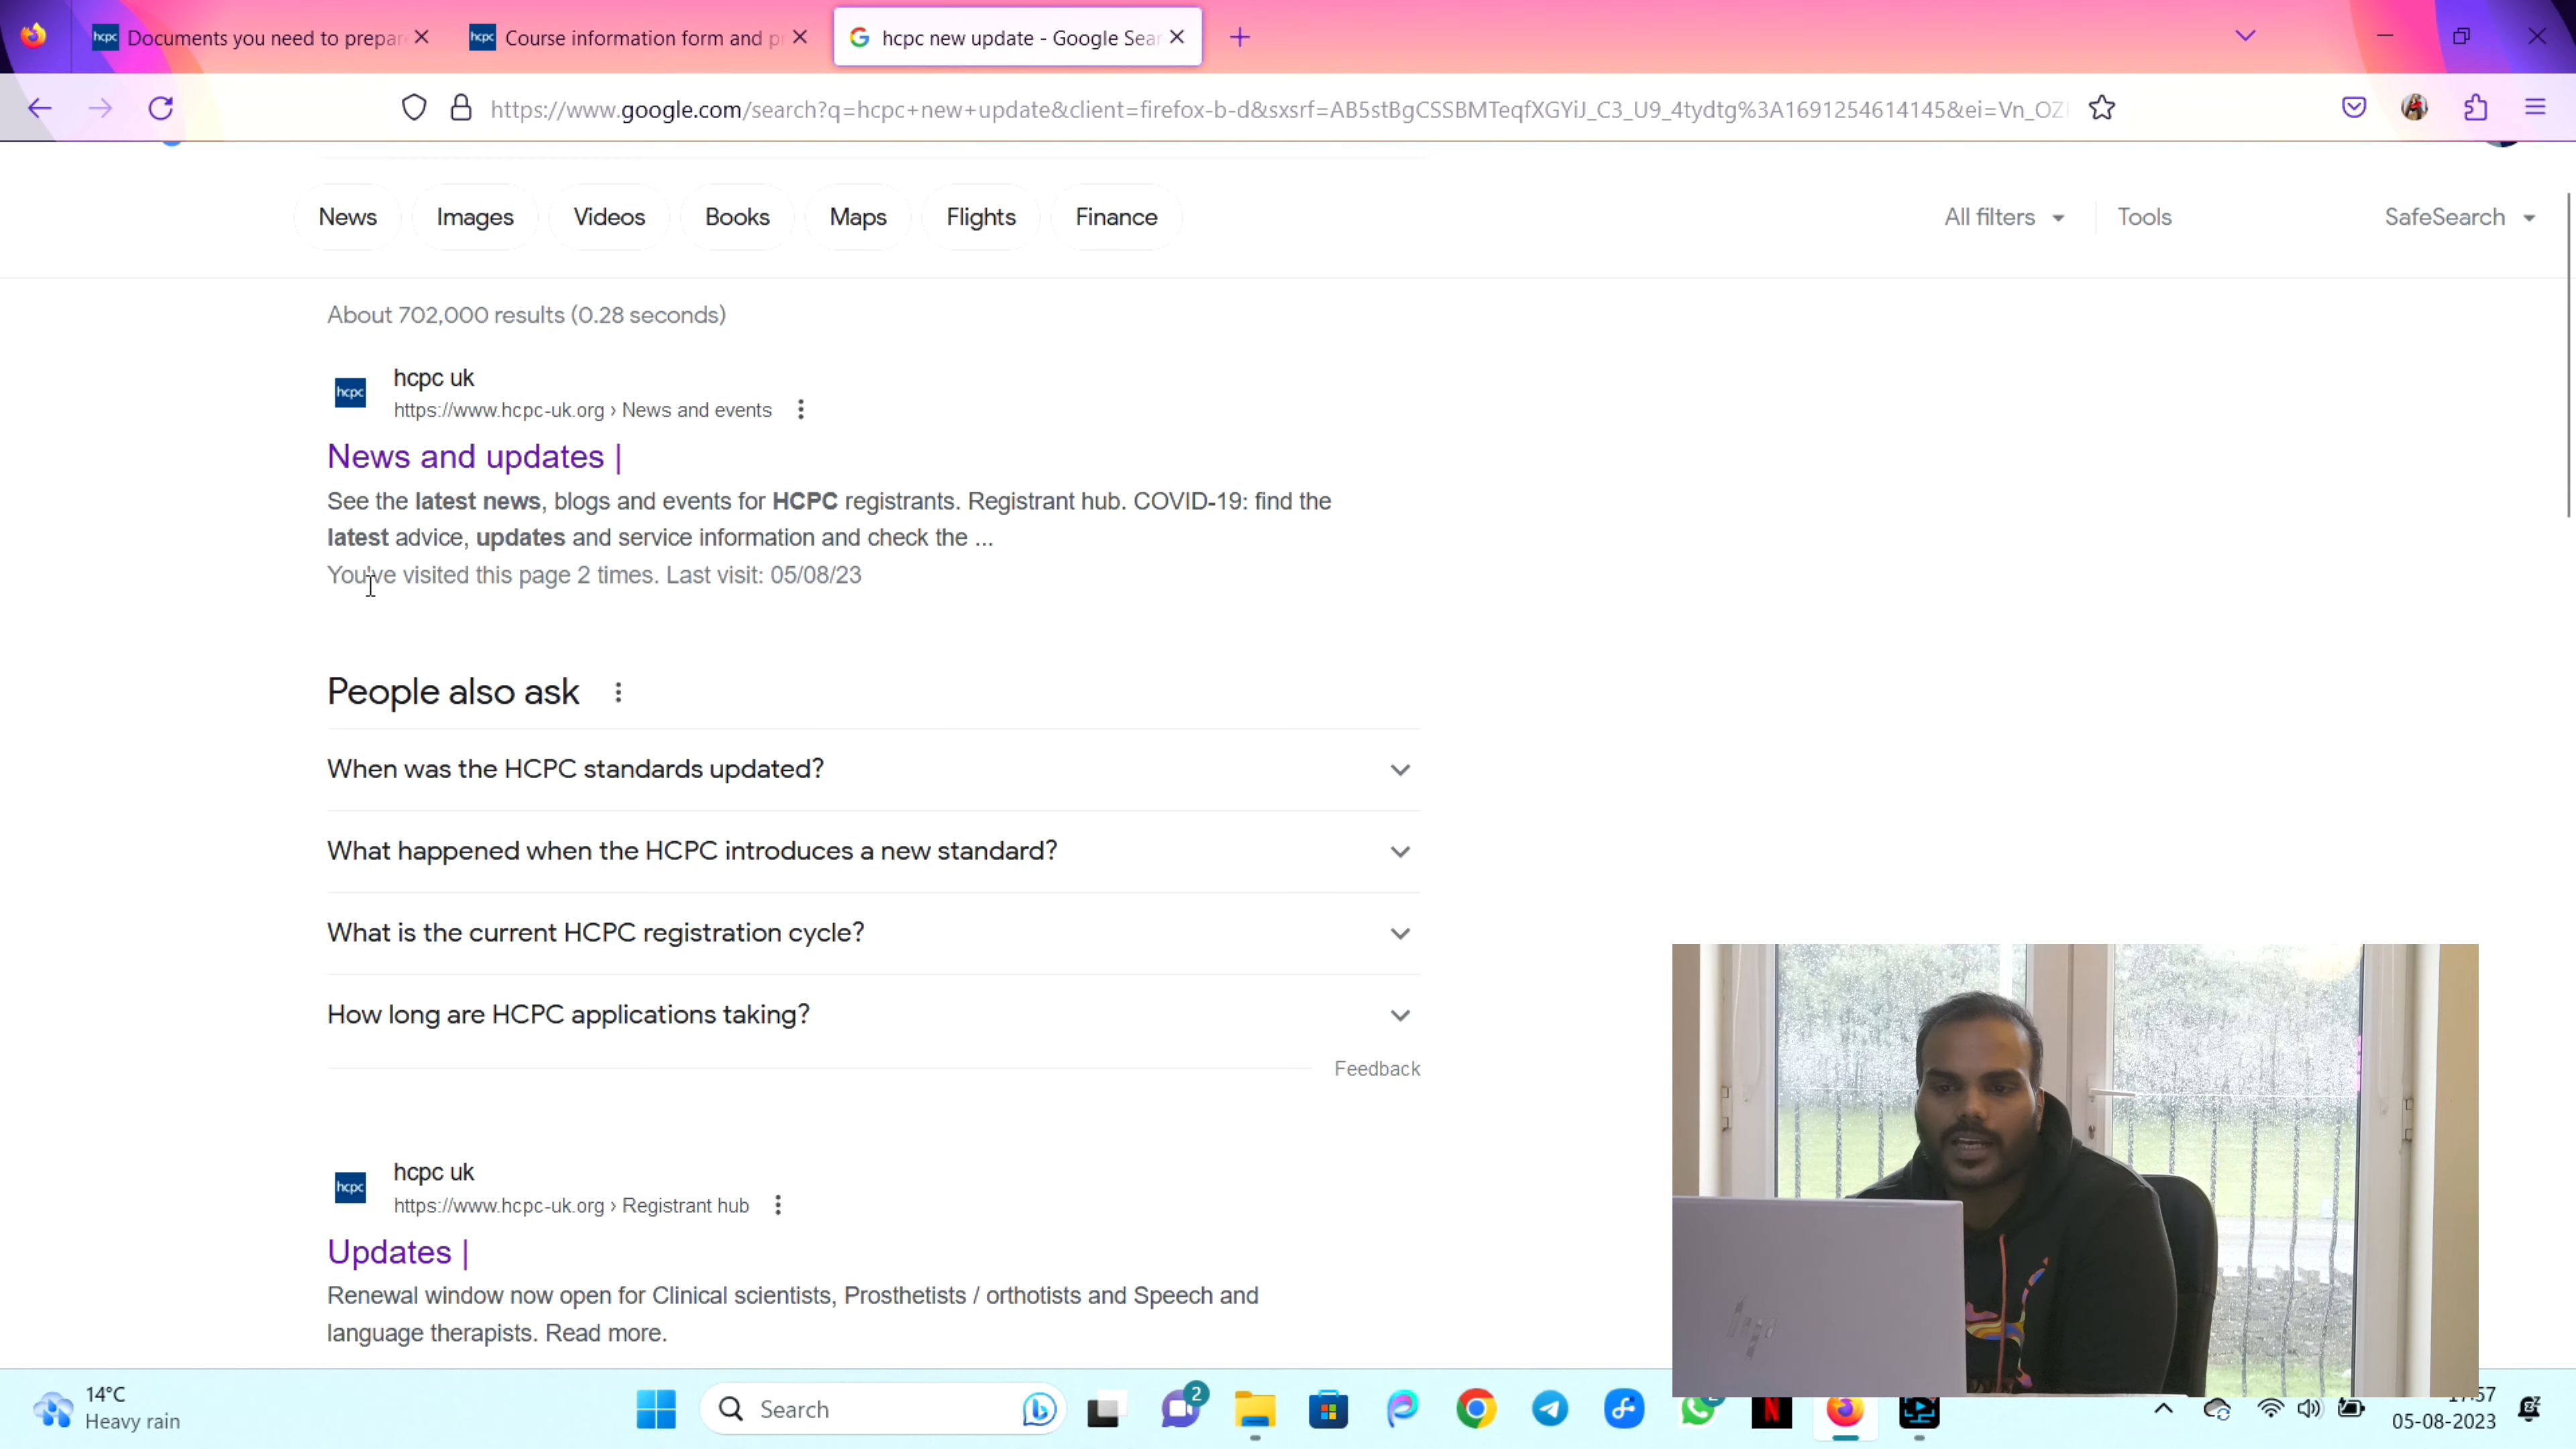 hcpc Documents you need to prepar
hcpc Course information form and p
hcpc new update - Google Sear
https://www.google.com/search?q=hcpc+new+update&client=firefox-b-d&sxsrf=AB5stBgCSSBMTeqfXGYiJ_C3_U9_4tydtg%3A1691254614145&ei=Vn_OZ
News
Images
Videos
Books
Maps
Flights
Finance
All filters
Tools
SafeSearch
About 702,000 results (0.28 seconds)
hcpc
hcpc uk
https://www.hcpc-uk.org › News and events
News and updates |
See the latest news, blogs and events for HCPC registrants. Registrant hub. COVID-19: find the
latest advice, updates and service information and check the ...
You've visited this page 2 times. Last visit: 05/08/23
People also ask
When was the HCPC standards updated?
What happened when the HCPC introduces a new standard?
What is the current HCPC registration cycle?
How long are HCPC applications taking?
Feedback
hcpc
hcpc uk
https://www.hcpc-uk.org › Registrant hub
Updates |
Renewal window now open for Clinical scientists, Prosthetists / orthotists and Speech and
language therapists. Read more.
hp
14°C
Heavy rain
Search
2
N
05-08-2023